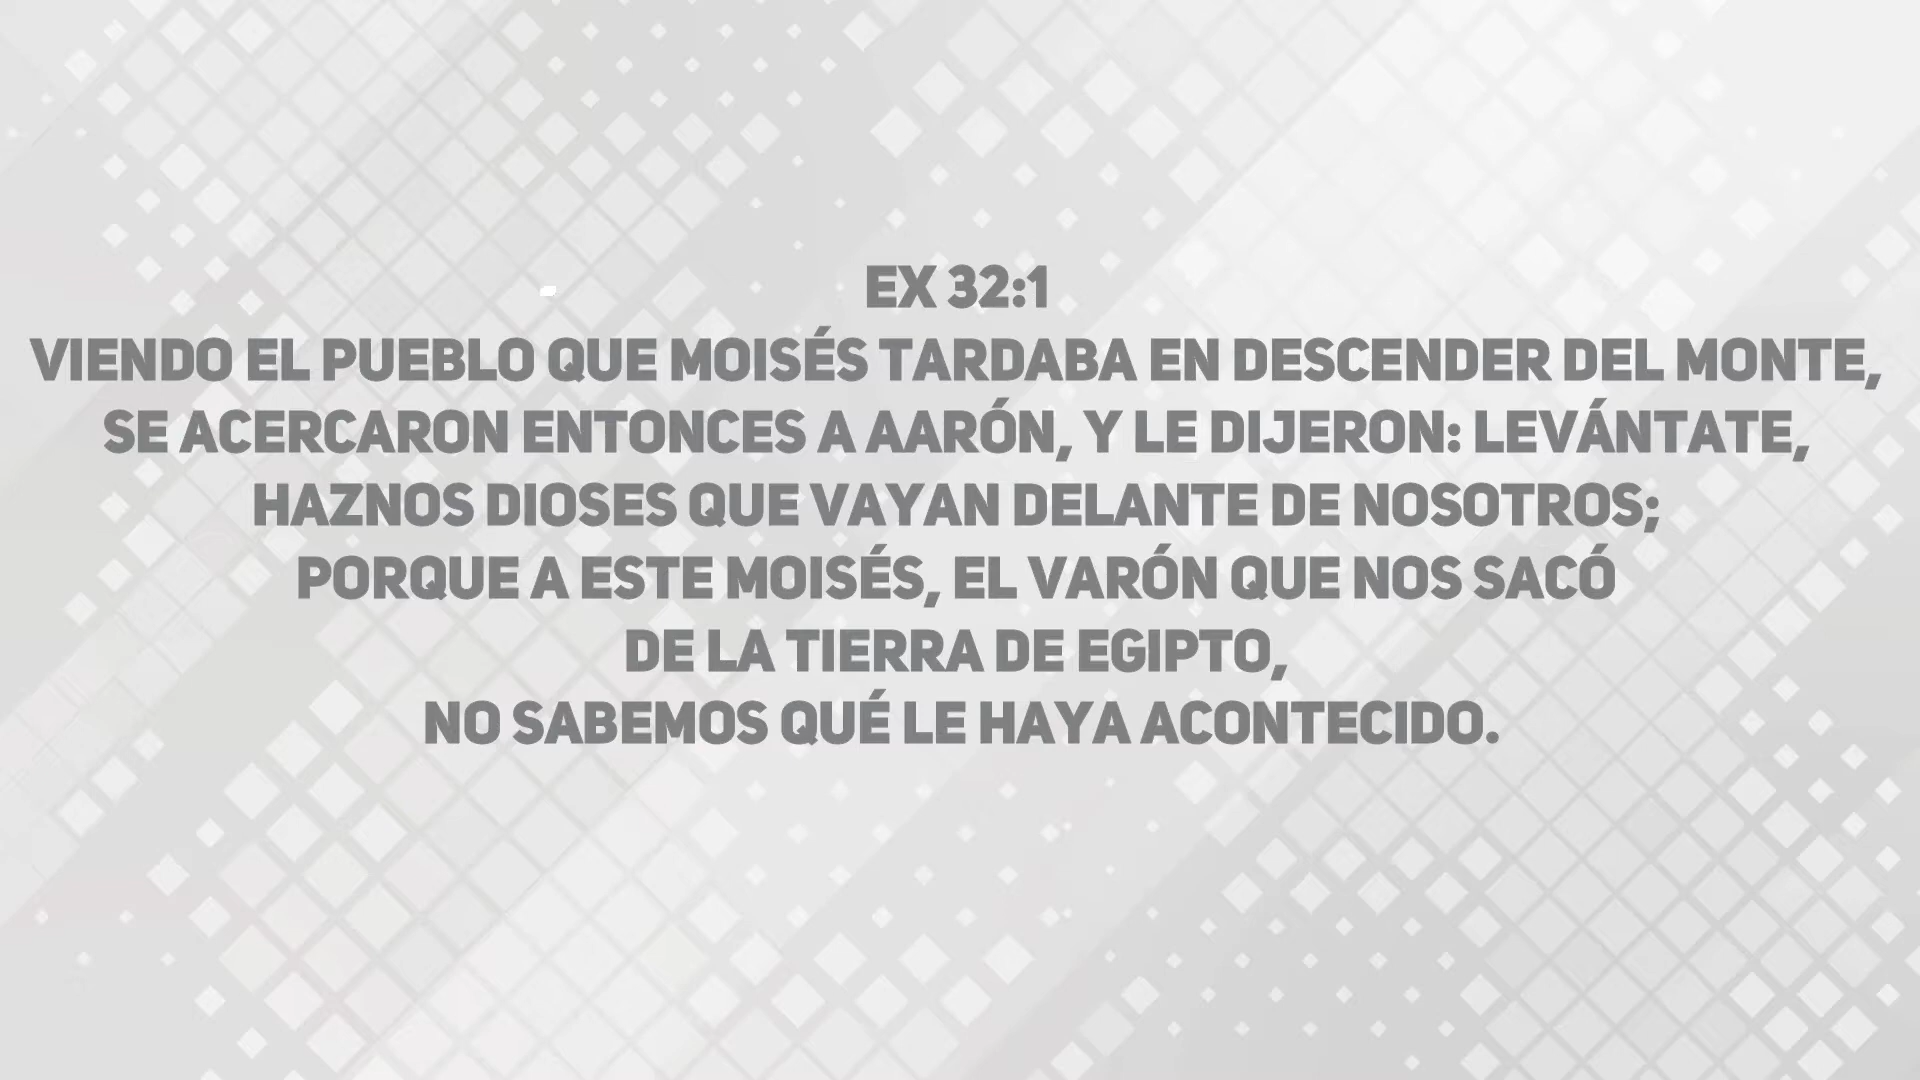 EX 32:1
VIENDO EL PUEBLO QUE MOISÉS TARDABA EN DESCENDER DEL MONTE,
SE ACERCARON ENTONCES A AARÓN, Y LE DIJERON: LEVÁNTATE,
HAZNOS DIOSES QUE VAYAN DELANTE DE NOSOTROS;
PORQUE A ESTE MOISÉS, EL VARÓN QUE NOS SACÓ
DE LA TIERRA DE EGIPTO,
NO SABEMOS QUÉ LE HAYA ACONTECIDO.